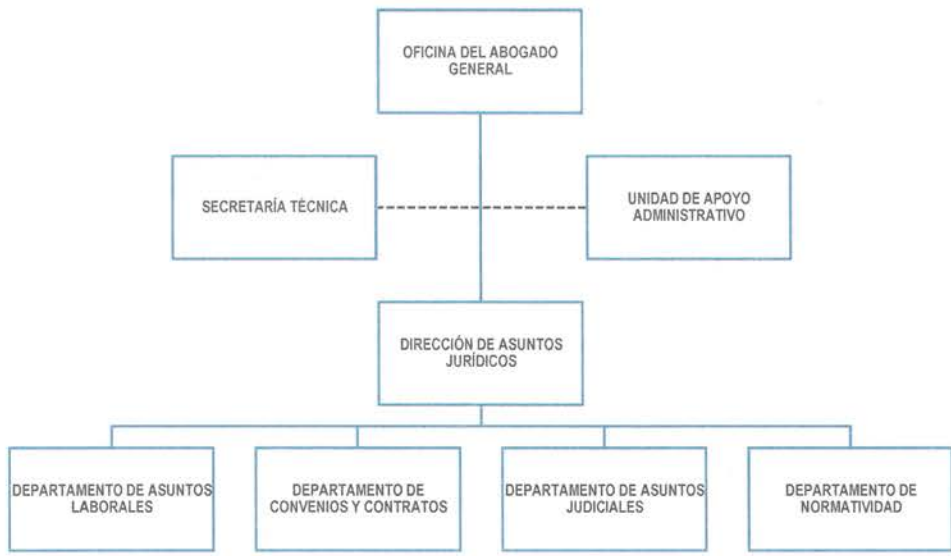 OFICINA DEL ABOGADO
GENERAL
SECRETARÍA TÉCNICA
UNIDAD DE APOYO
ADMINISTRATIVO
DIRECCIÓN DE ASUNTOS
JURÍDICOS
DEPARTAMENTO DE ASUNTOS
LABORALES
DEPARTAMENTO DE
CONVENIOS Y CONTRATOS
DEPARTAMENTO DE ASUNTOS
JUDICIALES
DEPARTAMENTO DE
NORMATIVIDAD